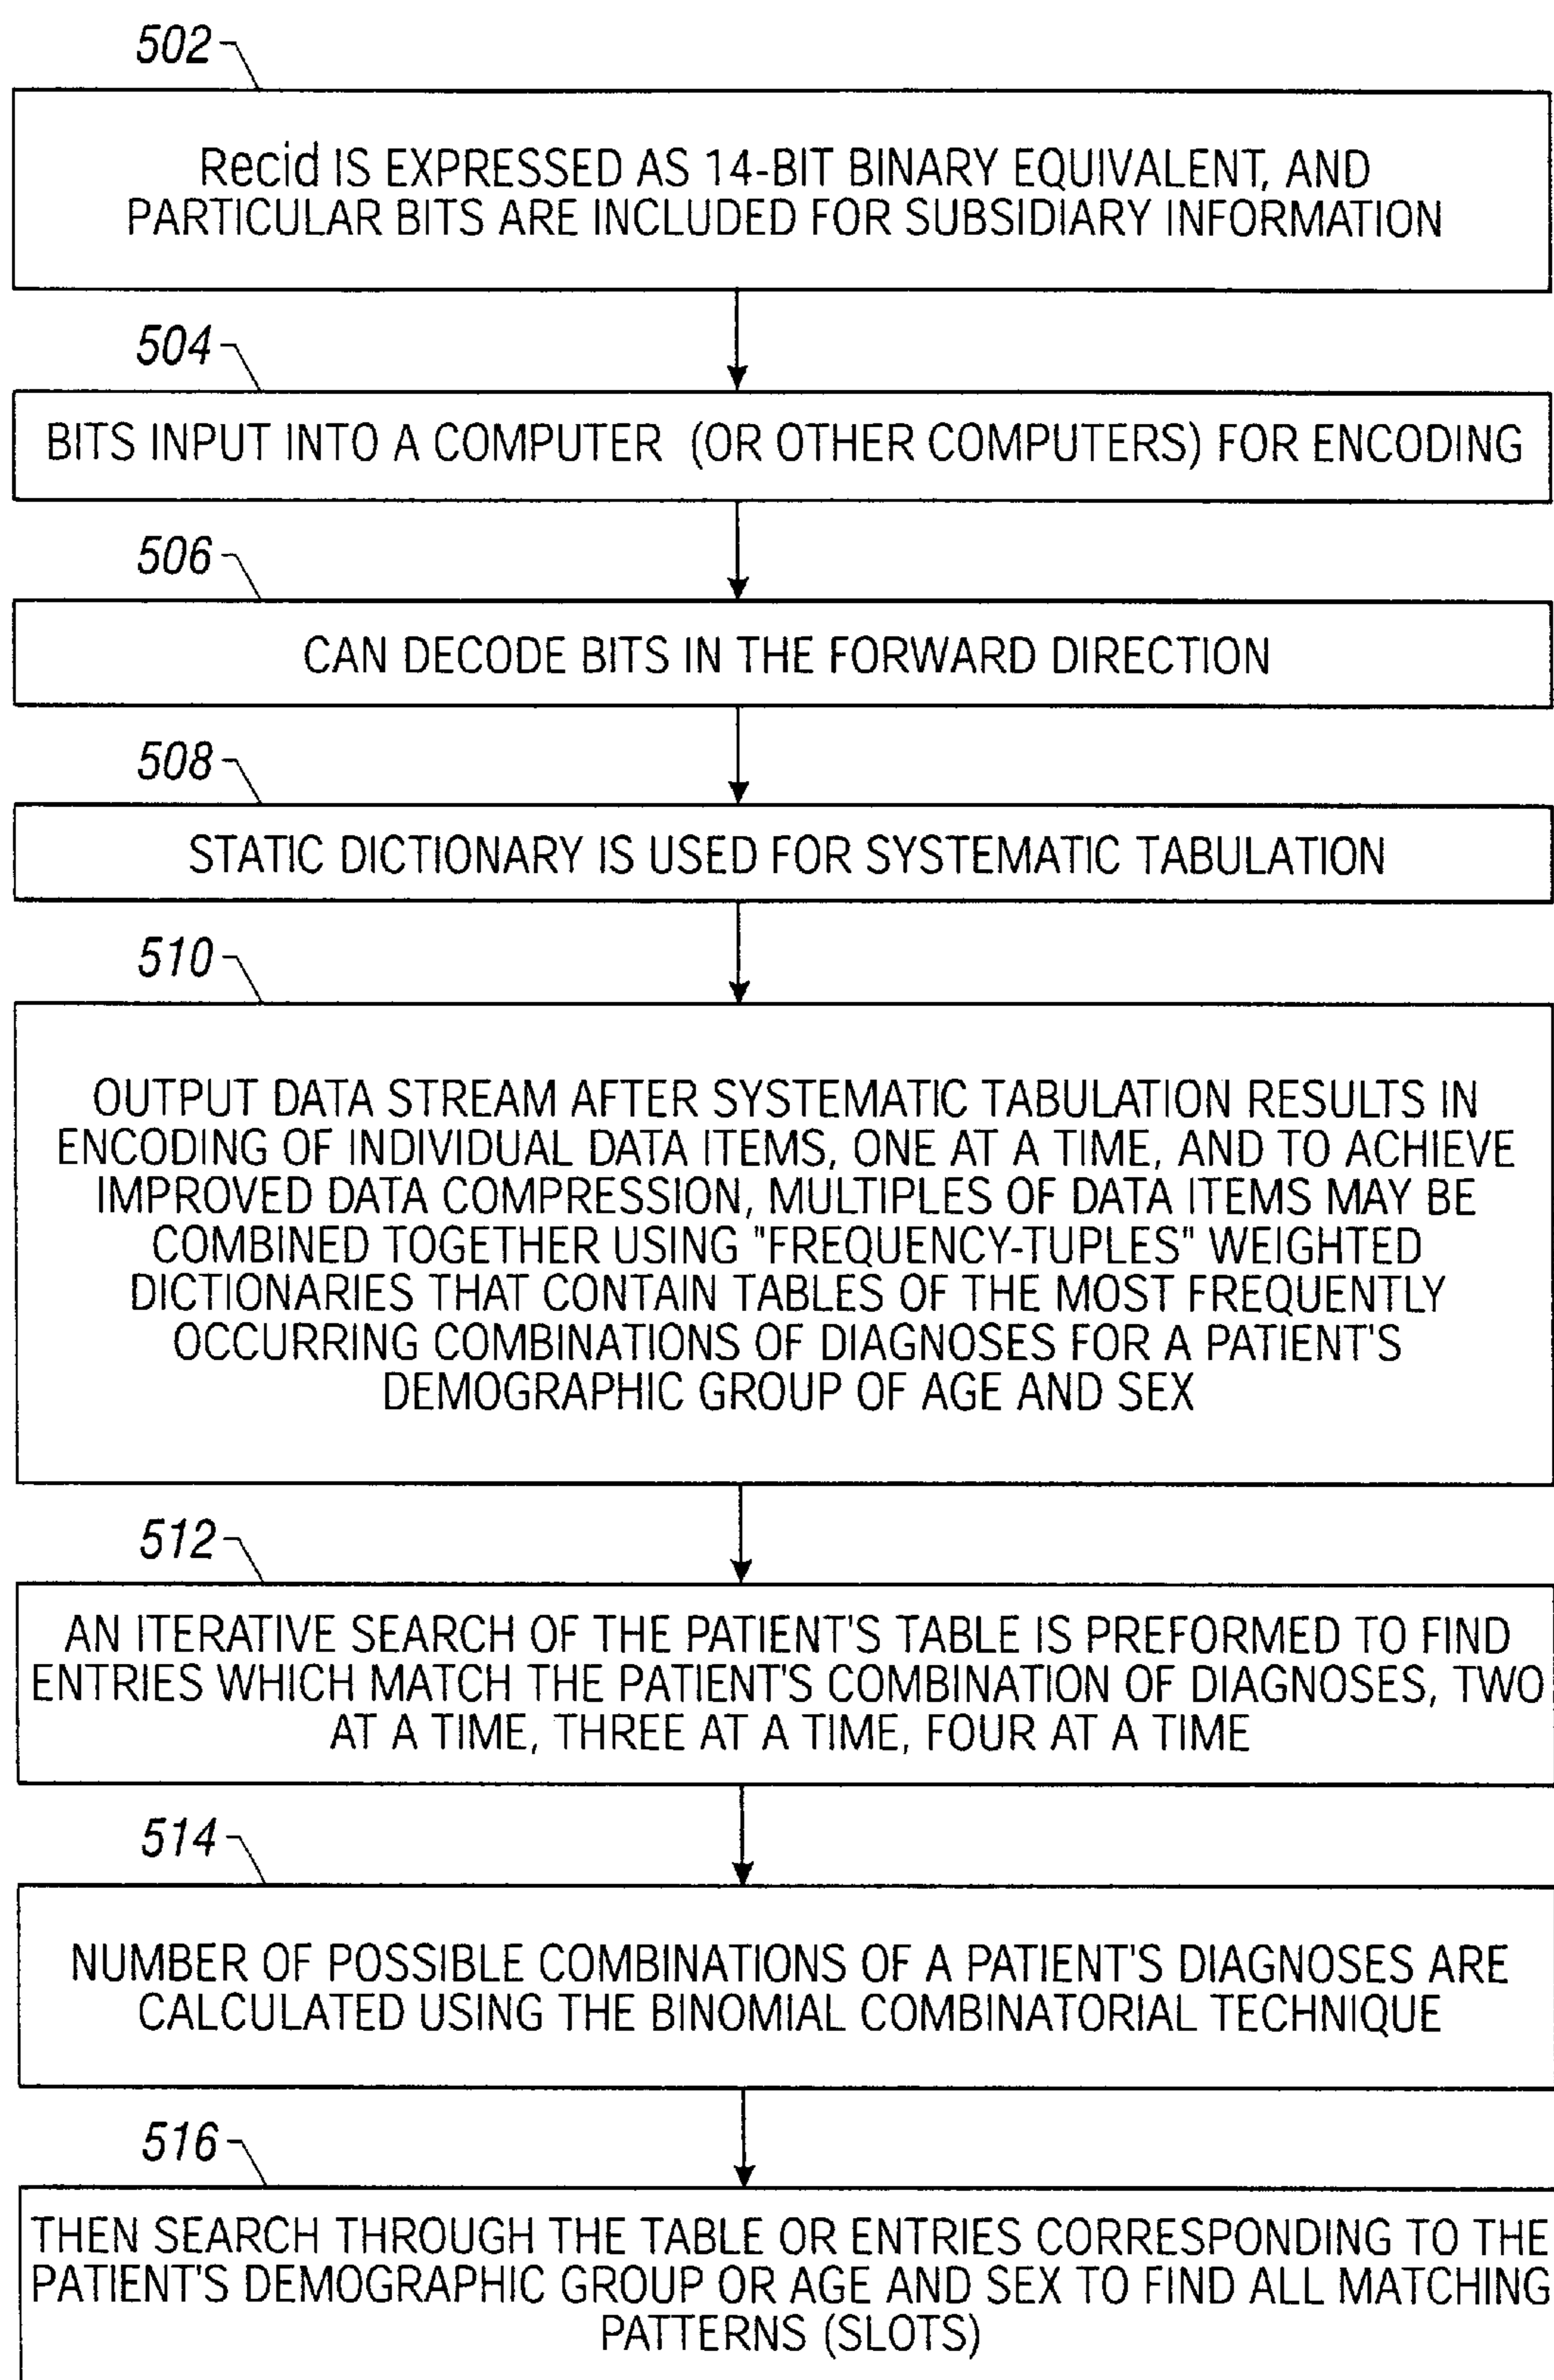 502
Recid IS EXPRESSED AS 14-BIT BINARY EQUIVALENT, AND
PARTICULAR BITS ARE INCLUDED FOR SUBSIDIARY INFORMATION
504
BITS INPUT INTO A COMPUTER (OR OTHER COMPUTERS) FOR ENCODING
506
CAN DECODE BITS IN THE FORWARD DIRECTION
508
STATIC DICTIONARY IS USED FOR SYSTEMATIC TABULATION
510
OUTPUT DATA STREAM AFTER SYSTEMATIC TABULATION RESULTS IN
ENCODING OF INDIVIDUAL DATA ITEMS, ONE AT A TIME, AND TO ACHIEVE
IMPROVED DATA COMPRESSION, MULTIPLES OF DATA ITEMS MAY BE
COMBINED TOGETHER USING "FREQUENCY-TUPLES" WEIGHTED
DICTIONARIES THAT CONTAIN TABLES OF THE MOST FREQUENTLY
OCCURRING COMBINATIONS OF DIAGNOSES FOR A PATIENT'S
DEMOGRAPHIC GROUP OF AGE AND SEX
512
AN ITERATIVE SEARCH OF THE PATIENT'S TABLE IS PREFORMED TO FIND
ENTRIES WHICH MATCH THE PATIENT'S COMBINATION OF DIAGNOSES, TWO
AT A TIME, THREE AT A TIME, FOUR AT A TIME
514
NUMBER OF POSSIBLE COMBINATIONS OF A PATIENT'S DIAGNOSES ARE
CALCULATED USING THE BINOMIAL COMBINATORIAL TECHNIQUE
516
THEN SEARCH THROUGH THE TABLE OR ENTRIES CORRESPONDING TO THE
PATIENT'S DEMOGRAPHIC GROUP OR AGE AND SEX TO FIND ALL MATCHING
PATTERNS (SLOTS)